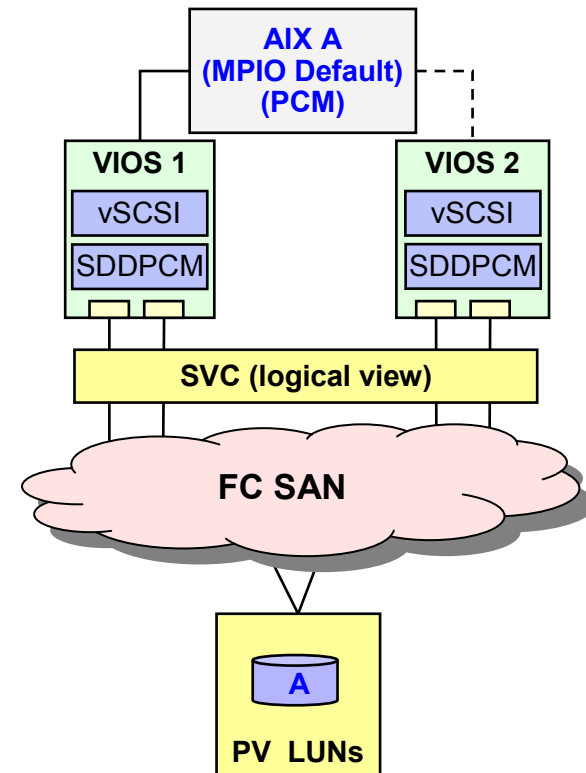 AIX A
(MPIO Default)
(PCM)
VIOS 1
vSCSI
SDDPCM
VIOS 2
vSCSI
SDDPCM
SVC (logical view)
FC SAN
A
PV LUNs